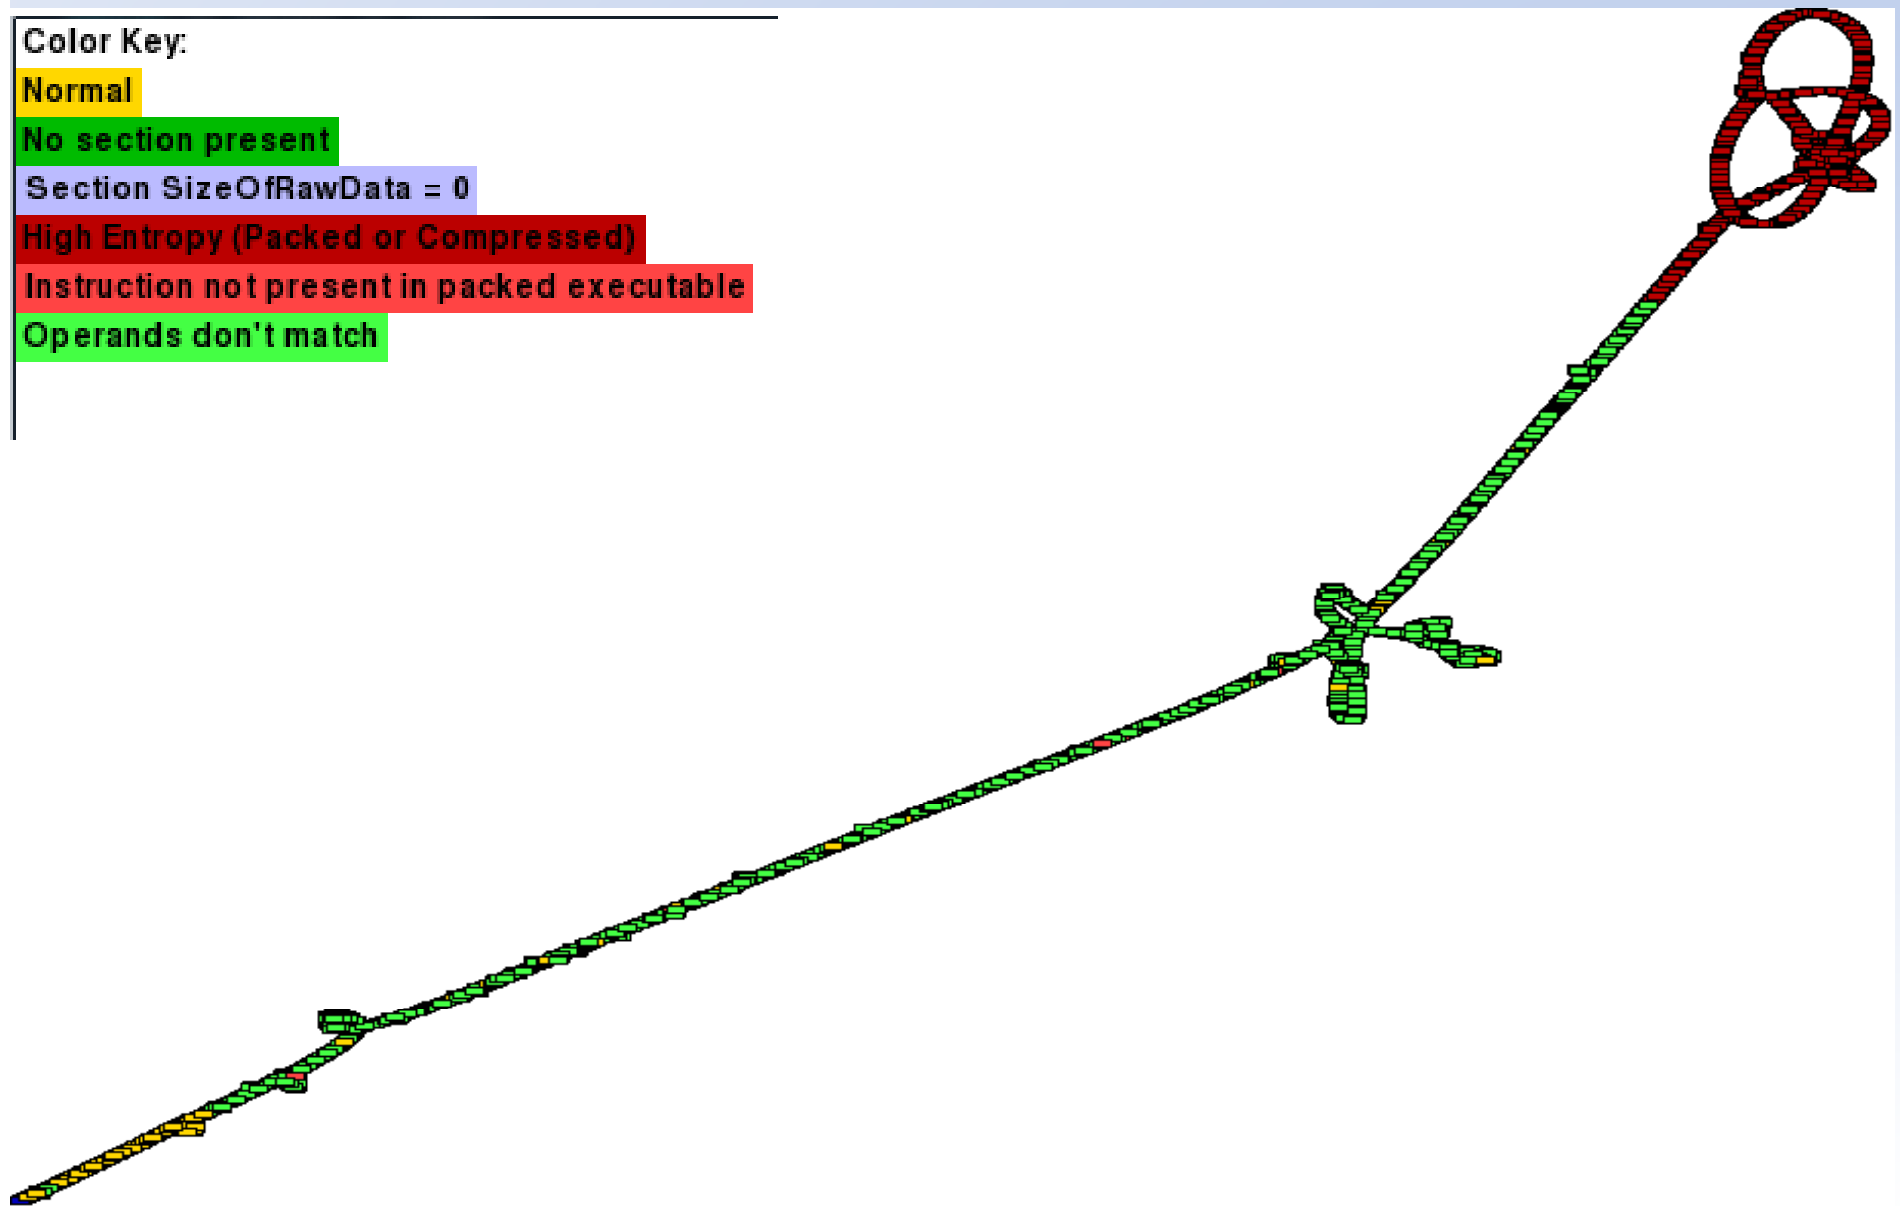 Color Key:
Normal
No section present
Section SizeOfRawData = 0
High Entropy (Packed or Compressed)
Instruction not present in packed executable
Operands don't match